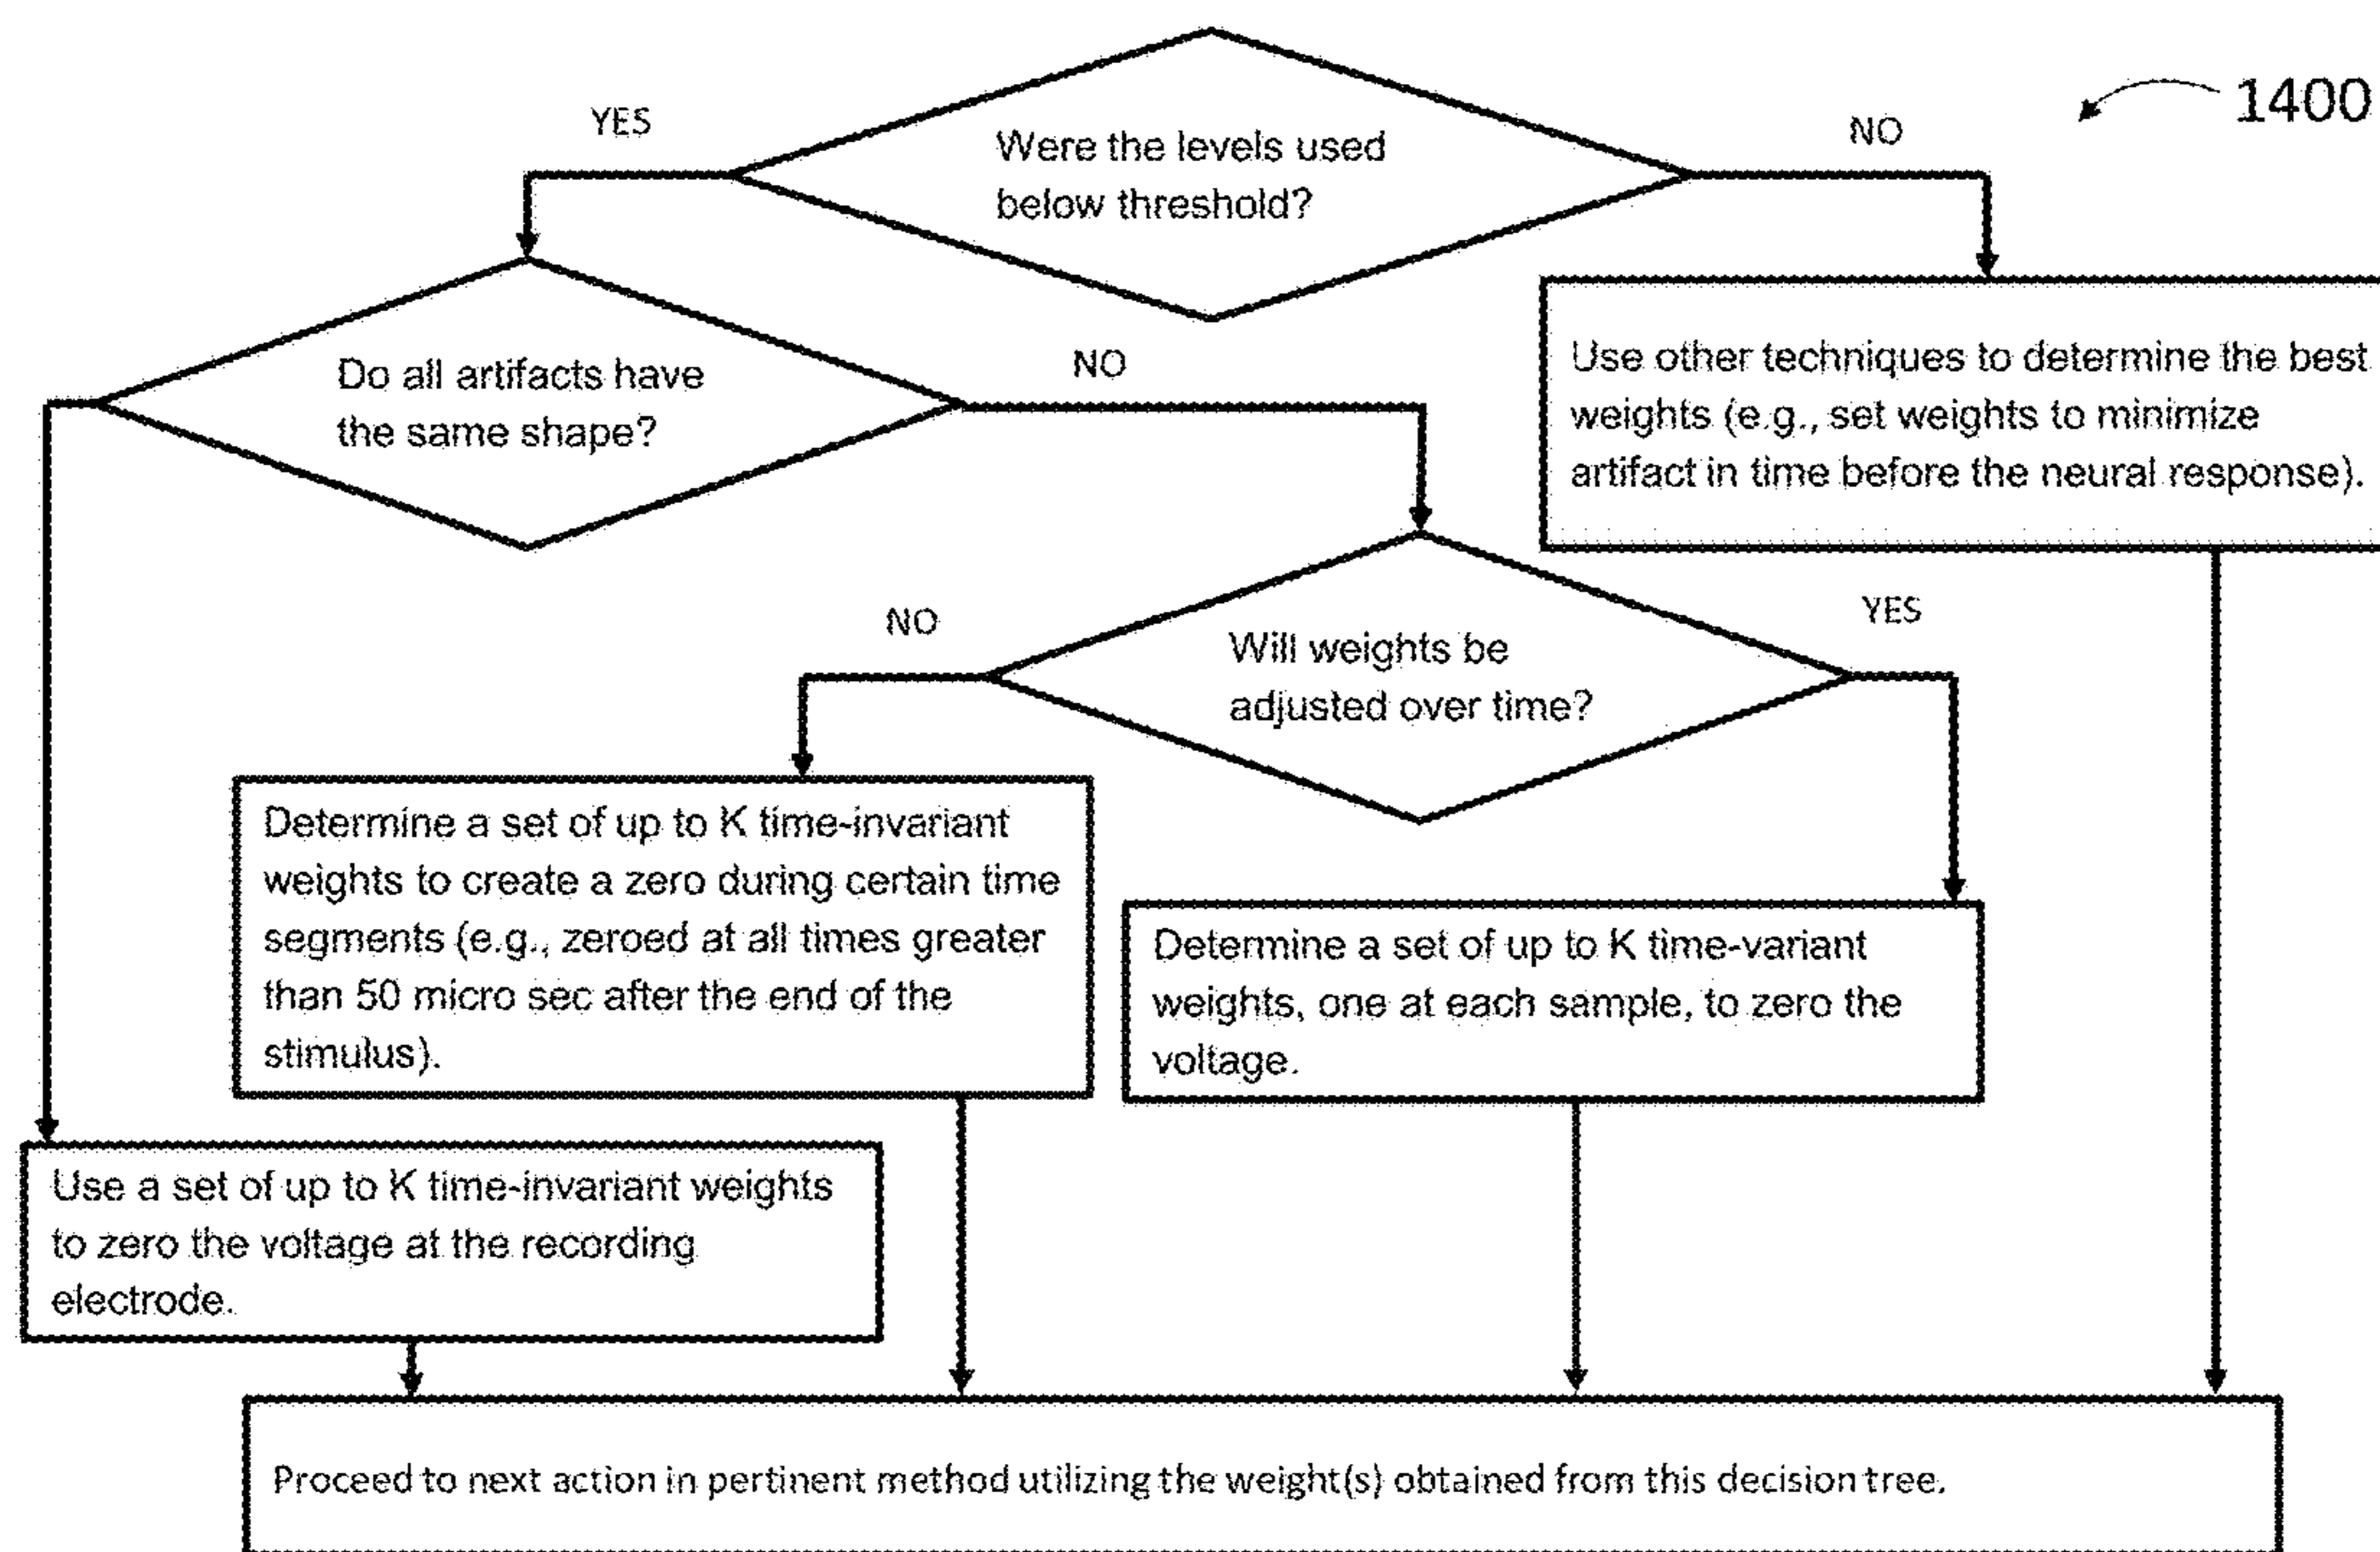 1400
YES
NO
Were the levels used
below threshold?
Do all artifacts have
the same shape?
NO
Use other techniques to determine the best
weights (e.g., set weights to minimize
artifact in time before the neural response).
NO
YES
Will weights be
adjusted over time?
Determine a set of up to K time-invariant
weights to create a zero during certain time
segments (e.g., zeroed at all times greater
than 50 micro sec after the end of the
stimulus).
Determine a set of up to K time-variant
weights, one at each sample, to zero the
voltage.
Use a set of up to K time-invariant weights
to zero the voltage at the recording
electrode.
Proceed to next action in pertinent method utilizing the weight(s) obtained from this decision tree.